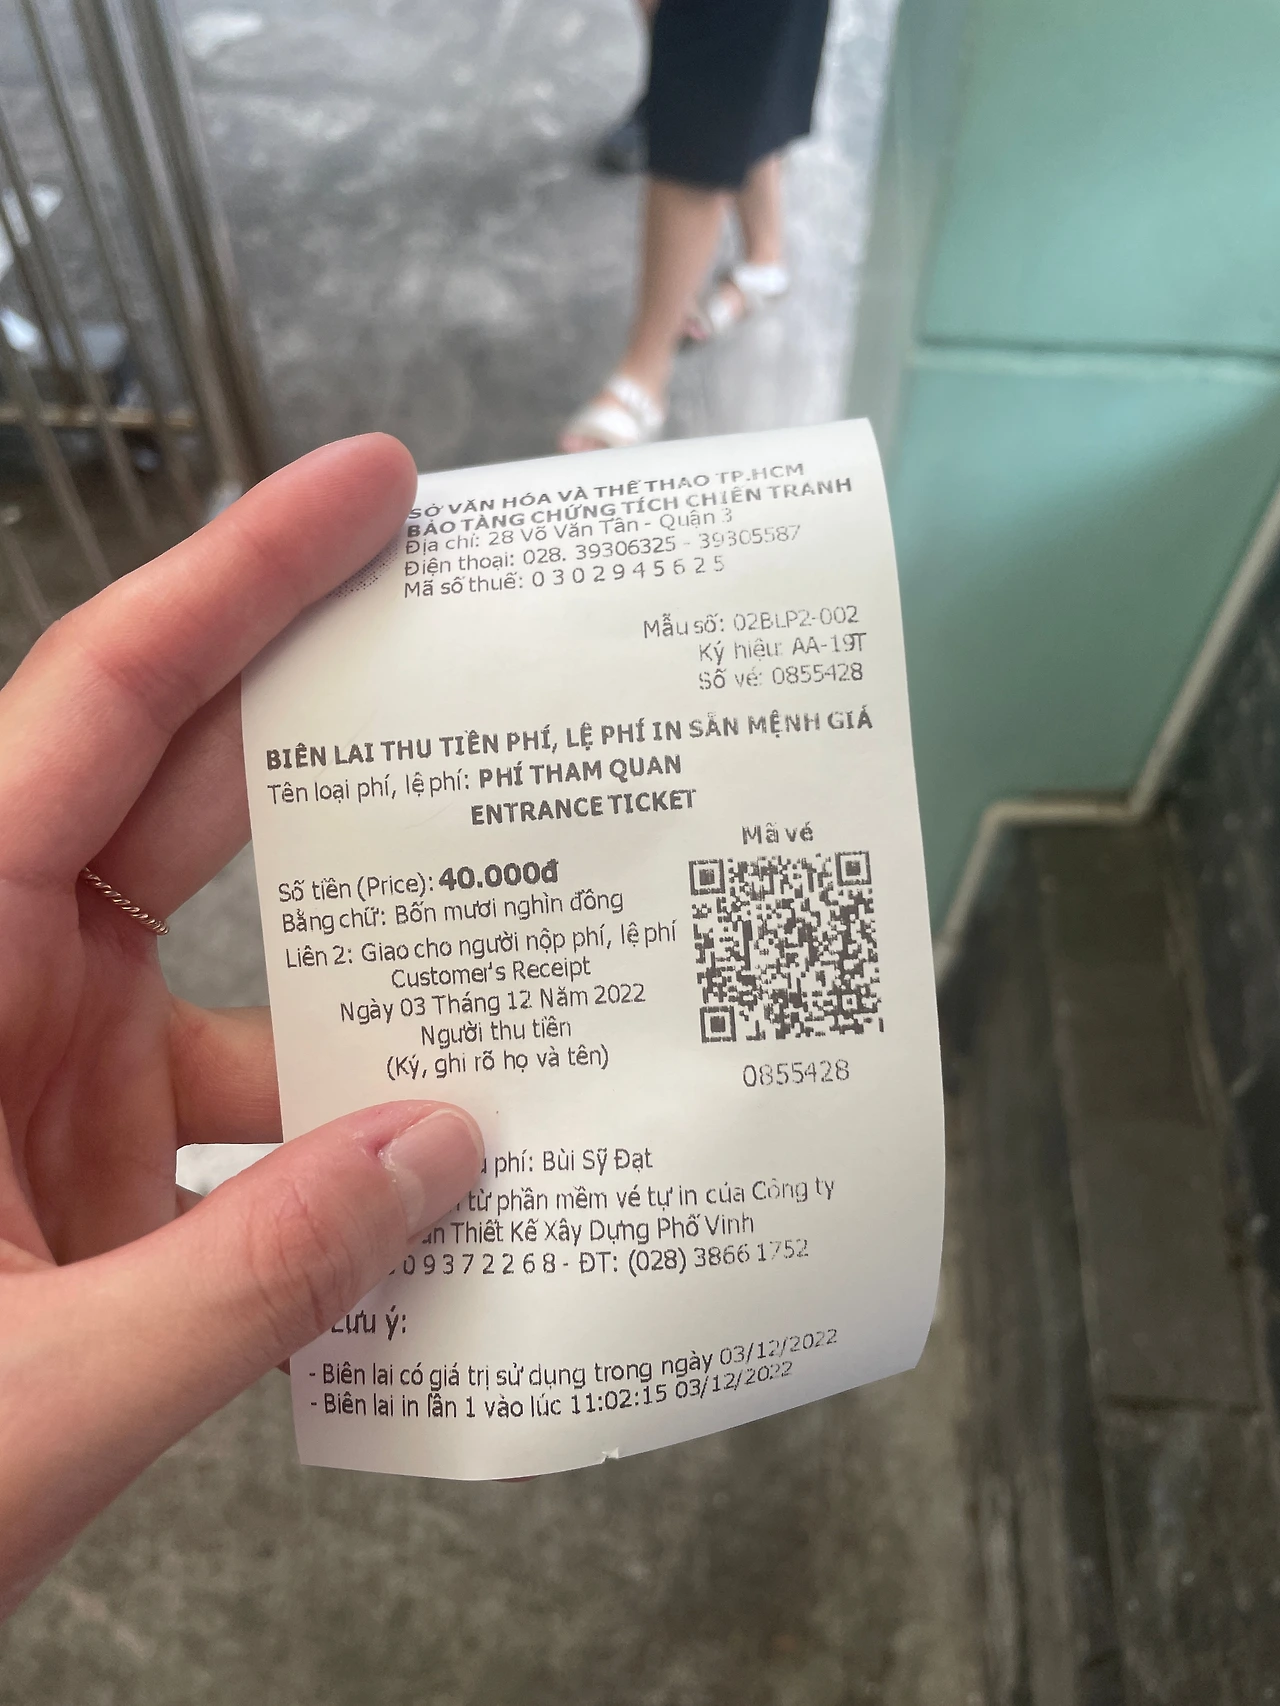 SỞ VĂN HÓA VÀ THỂ THAO TP.HCM
BẢO TÀNG CHỨNG TÍCH CHIẾN TRANH
Địa chỉ: 28 Võ Văn Tần - Quận 3
Điện thoại: 028. 39306325 - 39305587
Mã số thuế: 0 3 0 2 9 4 5 6 2 5
Mẫu số: 02BLP2-002
Ký hiệu: AA-19T
Số vé: 0855428
BIÊN LAI THU TIỀN PHÍ, LỆ PHÍ IN SẴN MỆNH GIÁ
Tên loại phí, lệ phí: PHÍ THAM QUAN
ENTRANCE TICKET
Mã vé
Số tiền (Price): 40.000đ
Bằng chữ: Bốn mươi nghìn đồng
Liên 2: Giao cho người nộp phí, lệ phí
Customer's Receipt
Ngày 03 Tháng 12 Năm 2022
Người thu tiền
(Ký, ghi rõ họ và tên)
0855428
phí: Bùi Sỹ Đạt
từ phần mềm vé tự in của Công ty
Thiết Kế Xây Dựng Phố Vinh
0 9 3 7 2 2 6 8 - ĐT: (028) 3866 1752
Lưu ý:
- Biên lai có giá trị sử dụng trong ngày 03/12/2022
- Biên lai in lần 1 vào lúc 11:02:15 03/12/2022